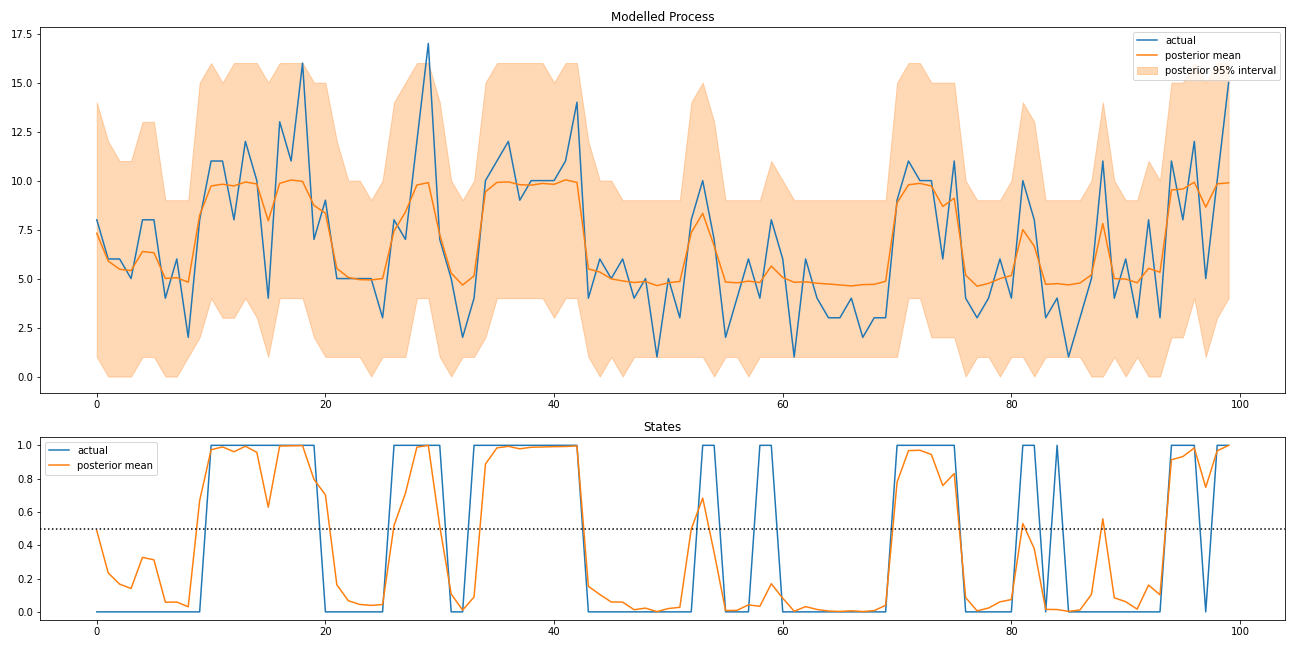 Modelled Process
17.5
15.0
12.5
10.0
7.5
5.0
2.5
0.0
actual
posterior mean
posterior 95% interval
0 20 40 60 80 100
States
1.0
0.8
0.6
0.4
0.2
0.0
actual
posterior mean
0 20 40 60 80 100